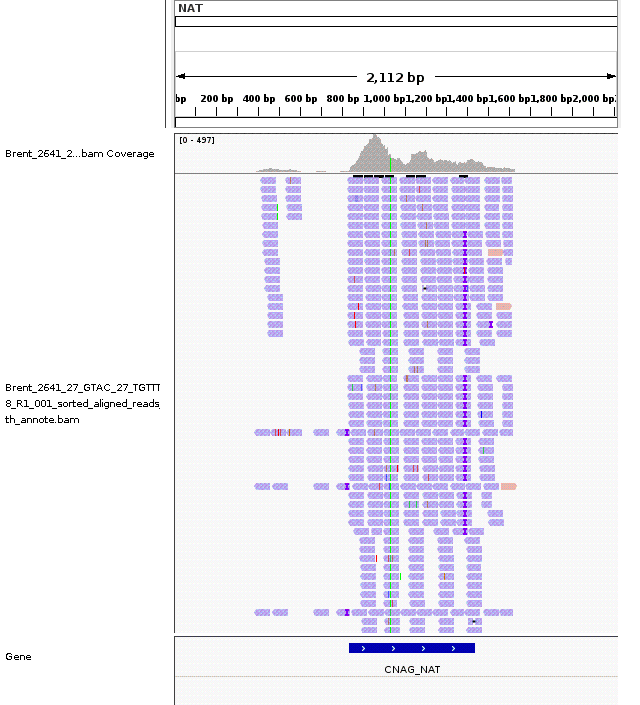 NAT
2,112 bp
bp 200 bp 400 bp 600 bp 800 bp 1,000 bp 1,200 bp 1,400 bp 1,600 bp 1,800 bp 2,000 bp
[0 - 497]
Brent_2641_2...bam Coverage
Brent_2641_27_GTAC_27_TGTTT
8_R1_001_sorted_aligned_reads_
th_annote.bam
Gene
CNAG_NAT